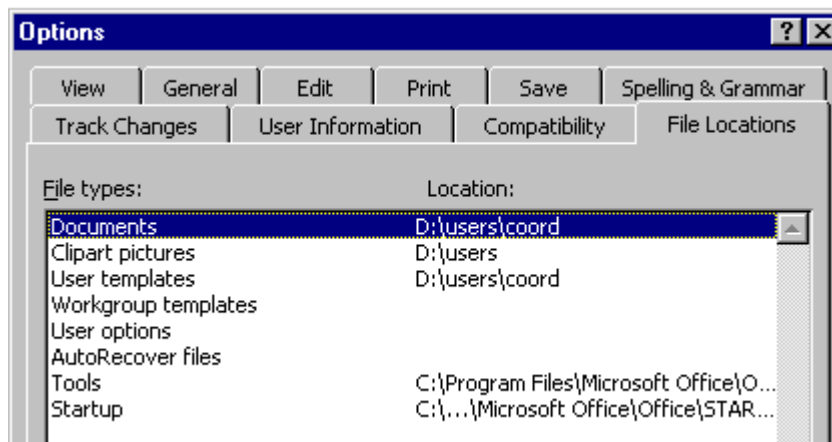 Options
View General Edit Print Save Spelling & Grammar
Track Changes User Information Compatibility File Locations
File types: Location:
Documents D:\users\coord
Clipart pictures D:\users
User templates D:\users\coord
Workgroup templates
User options
AutoRecover files
Tools C:\Program Files\Microsoft Office\O...
Startup C:\...\Microsoft Office\Office\STAR...